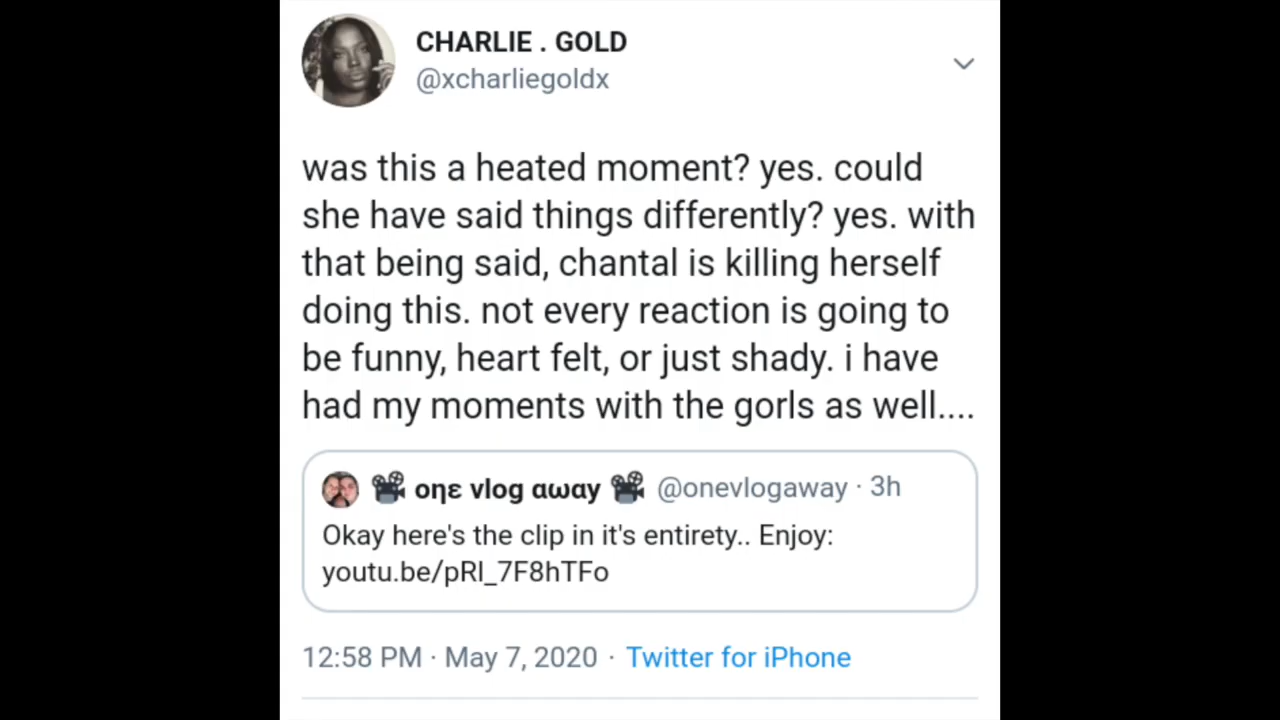 CHARLIE . GOLD
@xcharliegoldx
was this a heated moment? yes. could
she have said things differently? yes. with
that being said, chantal is killing herself
doing this. not every reaction is going to
be funny, heart felt, or just shady. i have
had my moments with the gorls as well....
🎥 oηε vlog αωαy 🎥 @onevlogaway · 3h
Okay here's the clip in it's entirety.. Enjoy:
youtu.be/pRl_7F8hTFo
12:58 PM · May 7, 2020 · Twitter for iPhone